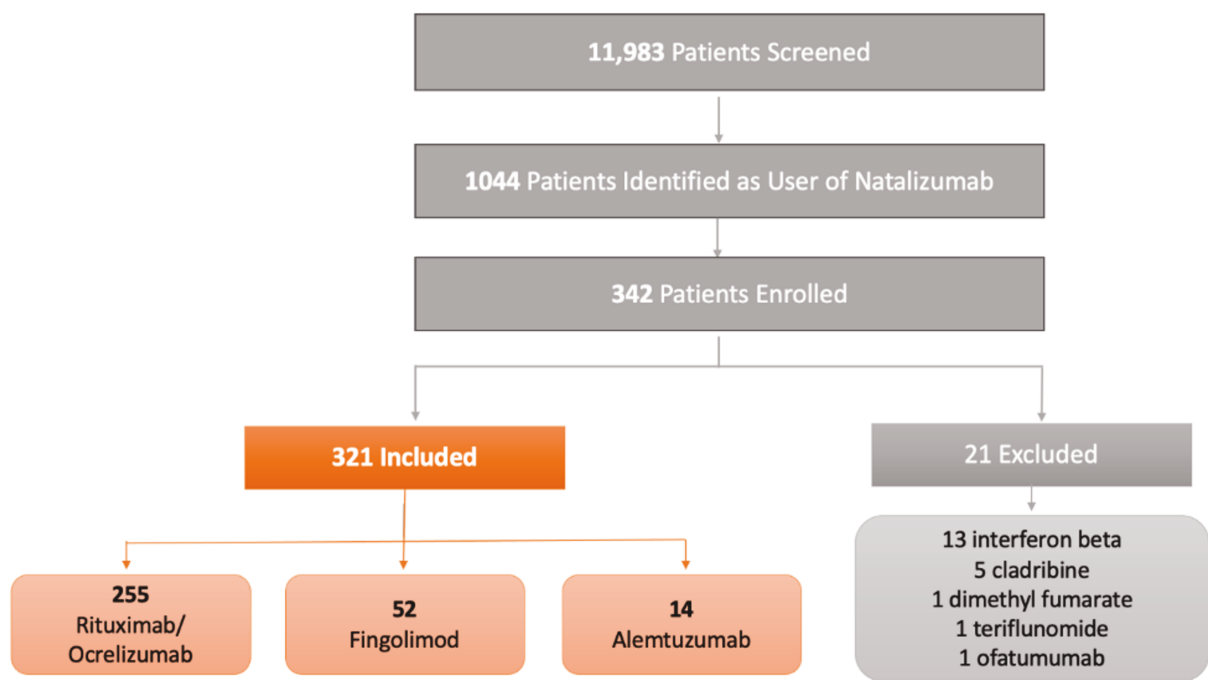 11,983 Patients Screened
1044 Patients Identified as User of Natalizumab
342 Patients Enrolled
321 Included
21 Excluded
255
Rituximab/
Ocrelizumab
52
Fingolimod
14
Alemtuzumab
13 interferon beta
5 cladribine
1 dimethyl fumarate
1 teriflunomide
1 ofatumumab